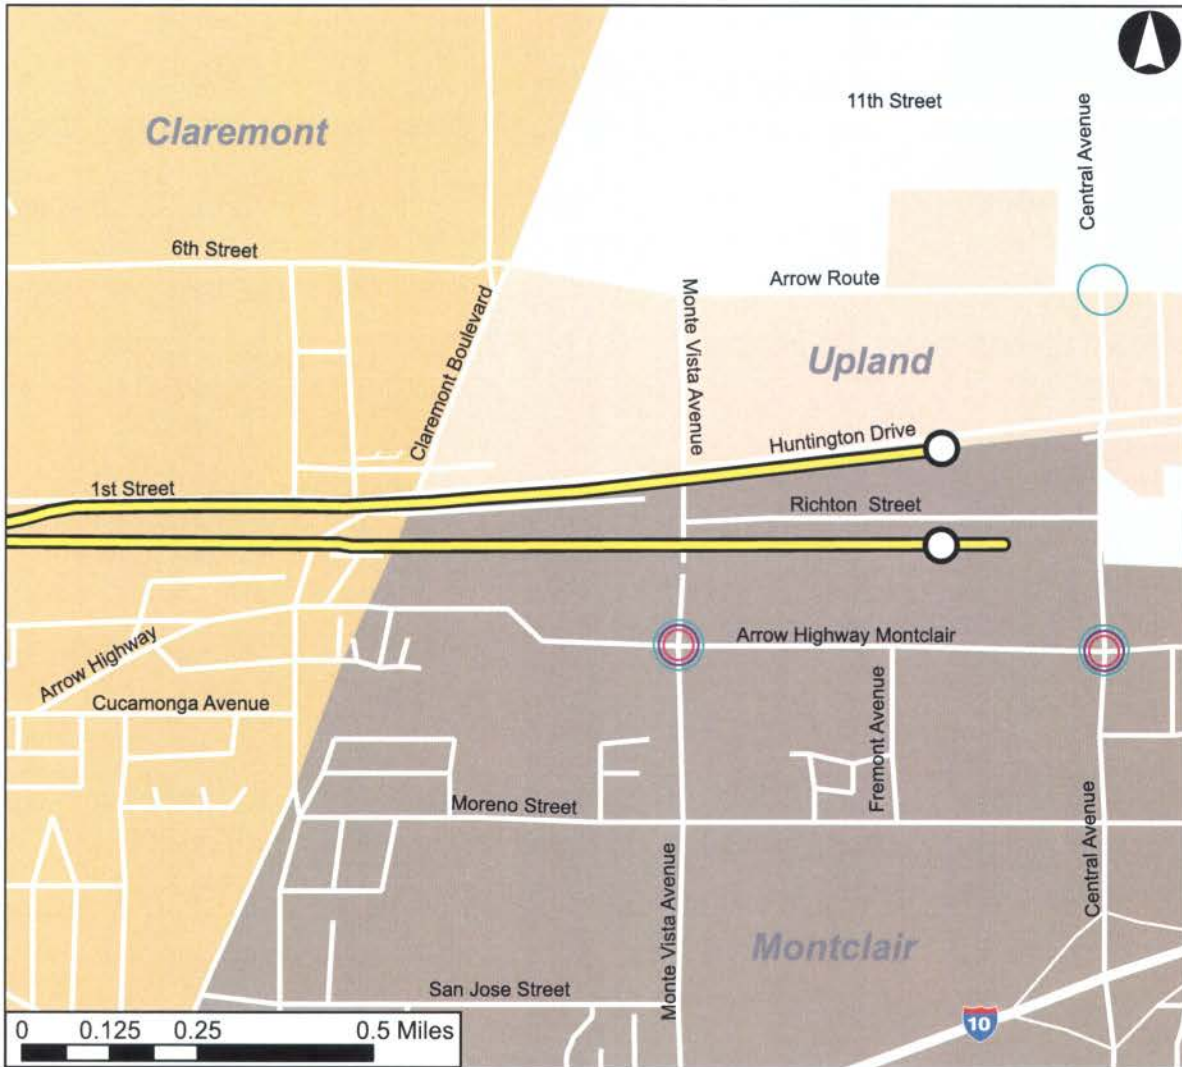 11th Street
Central Avenue
Claremont
6th Street
Arrow Route
Claremont Boulevard
Monte Vista Avenue
Upland
Huntington Drive
1st Street
Richton Street
Arrow Highway
Arrow Highway Montclair
Cucamonga Avenue
Fremont Avenue
Moreno Street
Central Avenue
Monte Vista Avenue
Montclair
San Jose Street
10
0 0.125 0.25 0.5 Miles